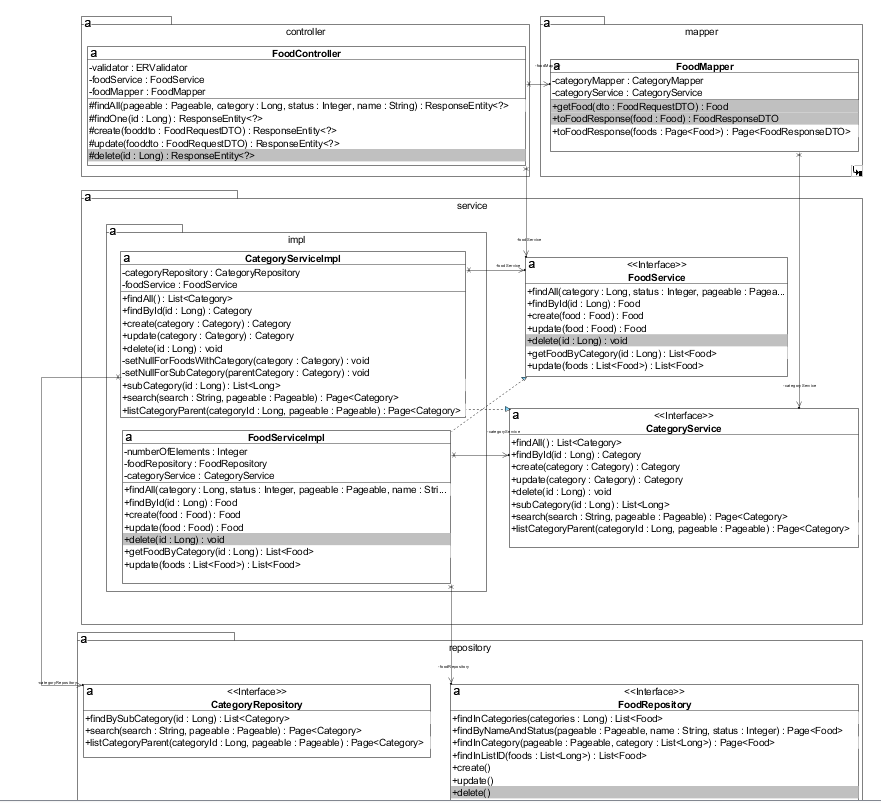 a
controller
a
FoodController
-validator : ERValidator
-foodService : FoodService
-foodMapper : FoodMapper
#findAll(pageable : Pageable, category : Long, status : Integer, name : String) : ResponseEntity<?>
#findOne(id : Long) : ResponseEntity<?>
#create(fooddto : FoodRequestDTO) : ResponseEntity<?>
#update(fooddto : FoodRequestDTO) : ResponseEntity<?>
#delete(id : Long) : ResponseEntity<?>
a
mapper
a
FoodMapper
-categoryMapper : CategoryMapper
-categoryService : CategoryService
+getFood(dto : FoodRequestDTO) : Food
+toFoodResponse(food : Food) : FoodResponseDTO
+toFoodResponse(foods : Page<Food>) : Page<FoodResponseDTO>
a
service
-foodService
a
impl
a
CategoryServiceImpl
-categoryRepository : CategoryRepository
-foodService : FoodService
+findAll() : List<Category>
+findById(id : Long) : Category
+create(category : Category) : Category
+update(category : Category) : Category
+delete(id : Long) : void
-setNullForFoodsWithCategory(category : Category) : void
-setNullForSubCategory(parentCategory : Category) : void
+subCategory(id : Long) : List<Long>
+search(search : String, pageable : Pageable) : Page<Category>
+listCategoryParent(categoryId : Long, pageable : Pageable) : Page<Category>
-foodService
a
<<Interface>>
FoodService
+findAll(category : Long, status : Integer, pageable : Pagea...
+findById(id : Long) : Food
+create(food : Food) : Food
+update(food : Food) : Food
+delete(id : Long) : void
+getFoodByCategory(id : Long) : List<Food>
+update(foods : List<Food>) : List<Food>
-categoryService
a
FoodServiceImpl
-numberOfElements : Integer
-foodRepository : FoodRepository
-categoryService : CategoryService
+findAll(category : Long, status : Integer, pageable : Pageable, name : Stri...
+findById(id : Long) : Food
+create(food : Food) : Food
+update(food : Food) : Food
+delete(id : Long) : void
+getFoodByCategory(id : Long) : List<Food>
+update(foods : List<Food>) : List<Food>
-categoryService
a
<<Interface>>
CategoryService
+findAll() : List<Category>
+findById(id : Long) : Category
+create(category : Category) : Category
+update(category : Category) : Category
+delete(id : Long) : void
+subCategory(id : Long) : List<Long>
+search(search : String, pageable : Pageable) : Page<Category>
+listCategoryParent(categoryId : Long, pageable : Pageable) : Page<Category>
a
repository
-foodRepository
-categoryRepository
a
<<Interface>>
CategoryRepository
+findBySubCategory(id : Long) : List<Category>
+search(search : String, pageable : Pageable) : Page<Category>
+listCategoryParent(categoryId : Long, pageable : Pageable) : Page<Category>
a
<<Interface>>
FoodRepository
+findInCategories(categories : Long) : List<Food>
+findByNameAndStatus(pageable : Pageable, name : String, status : Integer) : Page<Food>
+findInCategory(pageable : Pageable, category : List<Long>) : Page<Food>
+findInListID(foods : List<Long>) : List<Food>
+create()
+update()
+delete()